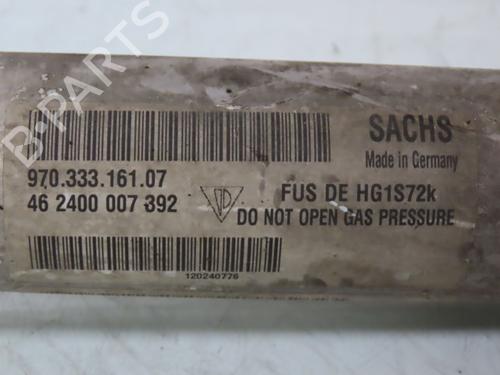 SACHS
Made in Germany
970.333.161.07
46 2400 007 392
FUS DE HG1S72k
DO NOT OPEN GAS PRESSURE
120240776
B-PARTS